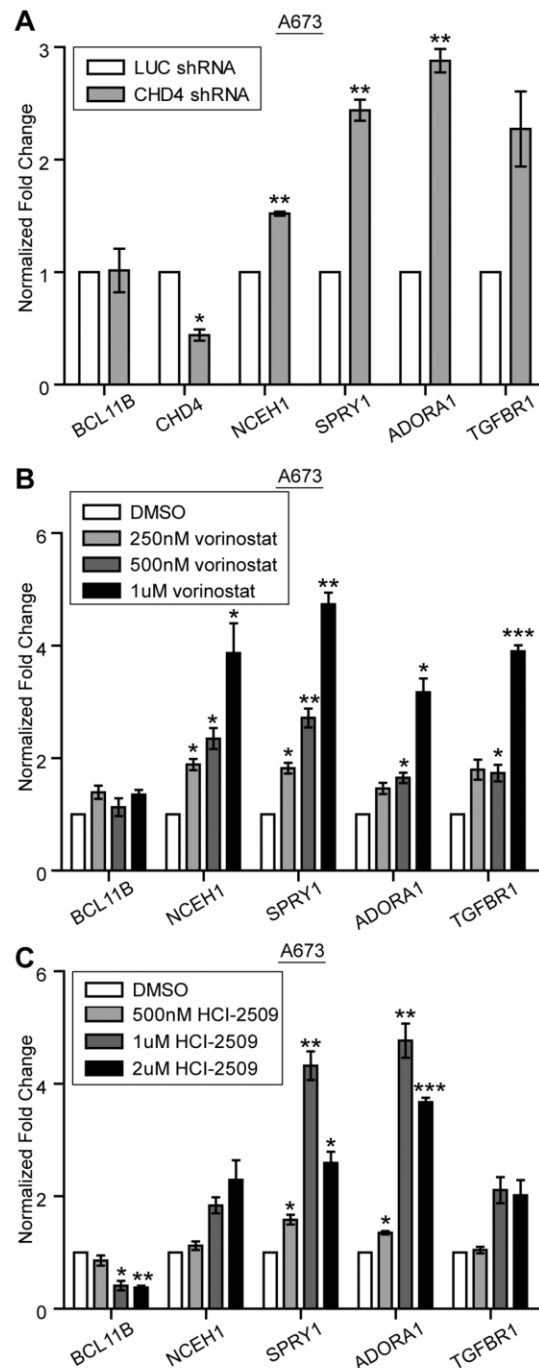 A
A673
LUC shRNA
CHD4 shRNA
Normalized Fold Change
3
2
1
0
**
**
**
*
BCL11B
CHD4
NCEH1
SPRY1
ADORA1
TGFBR1
B
A673
DMSO
250nM vorinostat
500nM vorinostat
1uM vorinostat
Normalized Fold Change
6
4
2
0
* * *
* ** **
* *
* ***
BCL11B
NCEH1
SPRY1
ADORA1
TGFBR1
C
A673
DMSO
500nM HCI-2509
1uM HCI-2509
2uM HCI-2509
Normalized Fold Change
6
4
2
0
* **
* ** *
* ** ***
BCL11B
NCEH1
SPRY1
ADORA1
TGFBR1